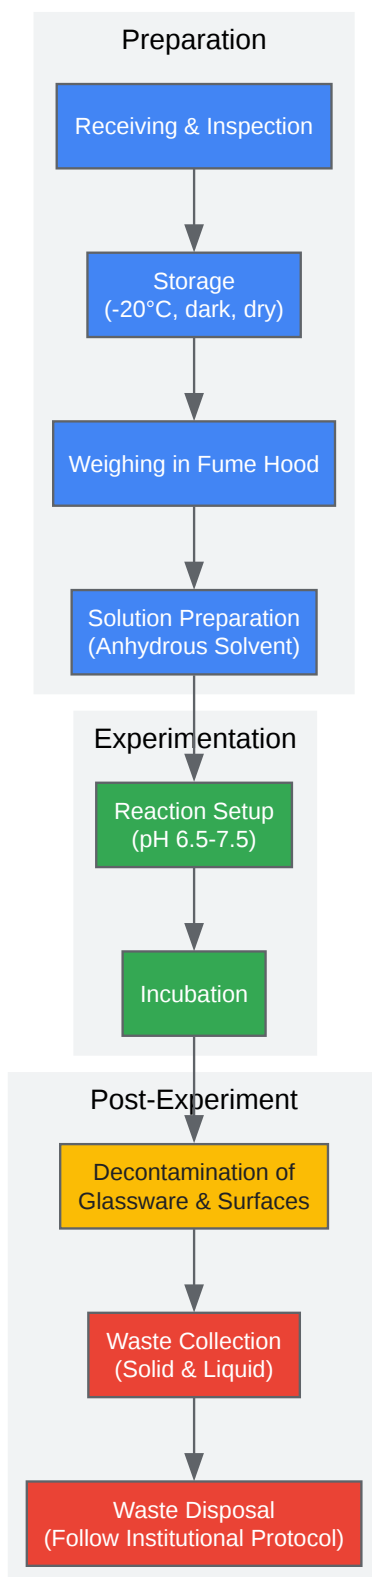 Preparation
Receiving & Inspection
Storage
(-20°C, dark, dry)
Weighing in Fume Hood
Solution Preparation
(Anhydrous Solvent)
Experimentation
Reaction Setup
(pH 6.5-7.5)
Incubation
Post-Experiment
Decontamination of
Glassware & Surfaces
Waste Collection
(Solid & Liquid)
Waste Disposal
(Follow Institutional Protocol)